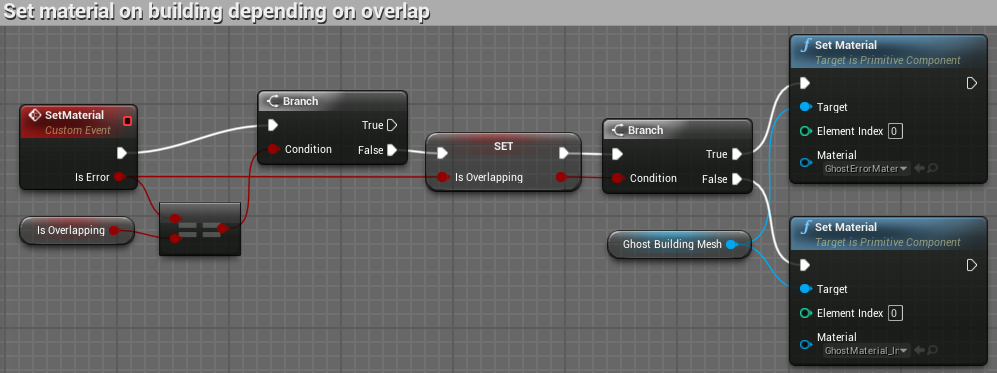 Set material on building depending on overlap
SetMaterial
Custom Event
Is Error
Is Overlapping
==
Branch
True
Condition
False
SET
Is Overlapping
Branch
True
Condition
False
Ghost Building Mesh
f Set Material
Target is Primitive Component
Target
Element Index 0
Material
GhostErrorMater
f Set Material
Target is Primitive Component
Target
Element Index 0
Material
GhostMaterial_Ir